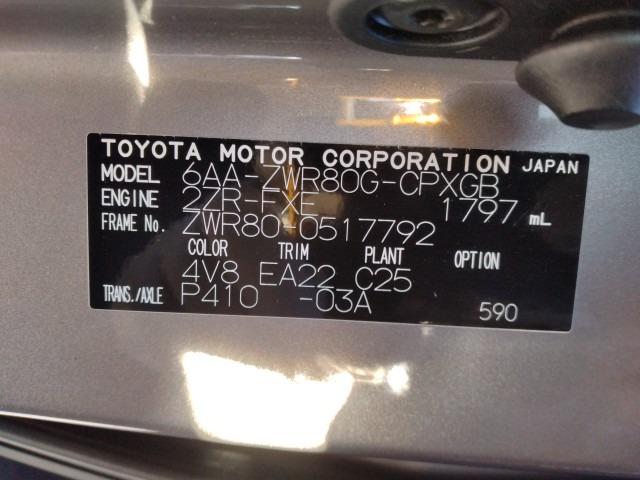 TOYOTA MOTOR CORPORATION JAPAN
MODEL 6AA-ZWR80G-CPXGB
ENGINE 2ZR-FXE 1797 mL
FRAME No. ZWR80-0517792
COLOR TRIM PLANT OPTION
4V8 EA22 C25
TRANS./AXLE P410 -03A 590